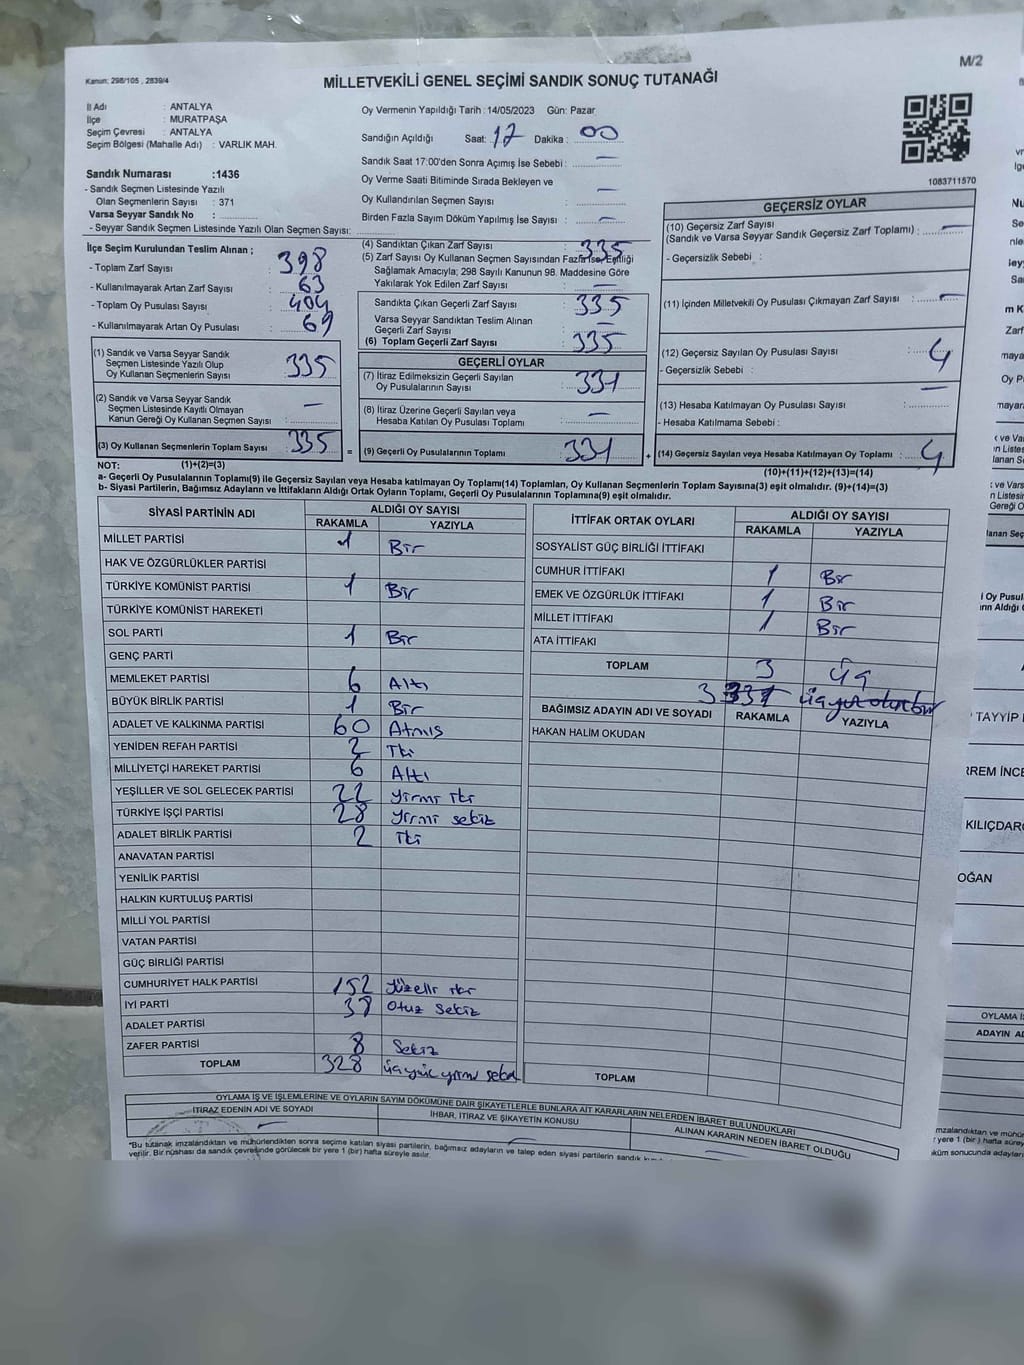 M/2
Kanun: 298/105 , 2839/4
MİLLETVEKİLİ GENEL SEÇİMİ SANDIK SONUÇ TUTANAĞI
İl Adı : ANTALYA
İlçe : MURATPAŞA
Seçim Çevresi : ANTALYA
Seçim Bölgesi (Mahalle Adı) : VARLIK MAH.
Sandık Numarası :1436
- Sandık Seçmen Listesinde Yazılı
Olan Seçmenlerin Sayısı : 371
Varsa Seyyar Sandık No :
- Seyyar Sandık Seçmen Listesinde Yazılı Olan Seçmen Sayısı:
Oy Vermenin Yapıldığı Tarih : 14/05/2023 Gün: Pazar
Sandığın Açıldığı Saat: 17 Dakika : 00
Sandık Saat 17:00'den Sonra Açımış İse Sebebi : —
Oy Verme Saati Bitiminde Sırada Bekleyen ve
Oy Kullandırılan Seçmen Sayısı : —
Birden Fazla Sayım Döküm Yapılmış İse Sayısı : —
1083711570
İlçe Seçim Kurulundan Teslim Alınan ;
- Toplam Zarf Sayısı : 398
- Kullanılmayarak Artan Zarf Sayısı : 63
- Toplam Oy Pusulası Sayısı : 404
- Kullanılmayarak Artan Oy Pusulası : 69
(1) Sandık ve Varsa Seyyar Sandık
Seçmen Listesinde Yazılı Olup
Oy Kullanan Seçmenlerin Sayısı : 335
(2) Sandık ve Varsa Seyyar Sandık
Seçmen Listesinde Kayıtlı Olmayan
Kanun Gereği Oy Kullanan Seçmen Sayısı : —
(3) Oy Kullanan Seçmenlerin Toplam Sayısı : 335
(4) Sandıktan Çıkan Zarf Sayısı : 335
(5) Zarf Sayısı Oy Kullanan Seçmen Sayısından Fazla ise, Eşitliği
Sağlamak Amacıyla; 298 Sayılı Kanunun 98. Maddesine Göre
Yakılarak Yok Edilen Zarf Sayısı : —
Sandıkta Çıkan Geçerli Zarf Sayısı : 335
Varsa Seyyar Sandıktan Teslim Alınan
Geçerli Zarf Sayısı : —
(6) Toplam Geçerli Zarf Sayısı : 335
GEÇERLİ OYLAR
(7) İtiraz Edilmeksizin Geçerli Sayılan
Oy Pusulalarının Sayısı : 331
(8) İtiraz Üzerine Geçerli Sayılan veya
Hesaba Katılan Oy Pusulası Toplamı : —
= (9) Geçerli Oy Pusulalarının Toplamı : 331
GEÇERSİZ OYLAR
(10) Geçersiz Zarf Sayısı
(Sandık ve Varsa Seyyar Sandık Geçersiz Zarf Toplamı) : —
- Geçersizlik Sebebi :
(11) İçinden Milletvekili Oy Pusulası Çıkmayan Zarf Sayısı : —
(12) Geçersiz Sayılan Oy Pusulası Sayısı : 4
- Geçersizlik Sebebi :
(13) Hesaba Katılmayan Oy Pusulası Sayısı : —
- Hesaba Katılmama Sebebi :
+ (14) Geçersiz Sayılan veya Hesaba Katılmayan Oy Toplamı : 4
NOT: (1)+(2)=(3) (10)+(11)+(12)+(13)=(14)
a- Geçerli Oy Pusulalarının Toplamı(9) ile Geçersiz Sayılan veya Hesaba katılmayan Oy Toplamı(14) Toplamları, Oy Kullanan Seçmenlerin Toplam Sayısına(3) eşit olmalıdır. (9)+(14)=(3)
b- Siyasi Partilerin, Bağımsız Adayların ve İttifakların Aldığı Ortak Oyların Toplamı, Geçerli Oy Pusulalarının Toplamına(9) eşit olmalıdır.
SİYASİ PARTİNİN ADI ALDIĞI OY SAYISI
RAKAMLA YAZIYLA
MİLLET PARTİSİ 1 Bir
HAK VE ÖZGÜRLÜKLER PARTİSİ
TÜRKİYE KOMÜNİST PARTİSİ 1 Bir
TÜRKİYE KOMÜNİST HAREKETİ
SOL PARTİ 1 Bir
GENÇ PARTİ
MEMLEKET PARTİSİ 6 Altı
BÜYÜK BİRLİK PARTİSİ 1 Bir
ADALET VE KALKINMA PARTİSİ 60 Atmış
YENİDEN REFAH PARTİSİ 2 İki
MİLLİYETÇİ HAREKET PARTİSİ 6 Altı
YEŞİLLER VE SOL GELECEK PARTİSİ 22 Yirmi iki
TÜRKİYE İŞÇİ PARTİSİ 28 Yirmi sekiz
ADALET BİRLİK PARTİSİ 2 İki
ANAVATAN PARTİSİ
YENİLİK PARTİSİ
HALKIN KURTULUŞ PARTİSİ
MİLLİ YOL PARTİSİ
VATAN PARTİSİ
GÜÇ BİRLİĞİ PARTİSİ
CUMHURİYET HALK PARTİSİ 152 Yüzelli iki
İYİ PARTİ 38 Otuz Sekiz
ADALET PARTİSİ
ZAFER PARTİSİ 8 Sekiz
TOPLAM 328 üçyüz yirmi sekiz
İTTİFAK ORTAK OYLARI ALDIĞI OY SAYISI
RAKAMLA YAZIYLA
SOSYALİST GÜÇ BİRLİĞİ İTTİFAKI
CUMHUR İTTİFAKI 1 Bir
EMEK VE ÖZGÜRLÜK İTTİFAKI 1 Bir
MİLLET İTTİFAKI 1 Bir
ATA İTTİFAKI
TOPLAM 3 Üç
BAĞIMSIZ ADAYIN ADI VE SOYADI RAKAMLA YAZIYLA
HAKAN HALİM OKUDAN
TOPLAM
OYLAMA İŞ VE İŞLEMLERİNE VE OYLARIN SAYIM DÖKÜMÜNE DAİR ŞİKAYETLERLE BUNLARA AİT KARARLARIN NELERDEN İBARET BULUNDUKLARI
İTİRAZ EDENİN ADI VE SOYADI İHBAR, İTİRAZ VE ŞİKAYETİN KONUSU ALINAN KARARIN NEDEN İBARET OLDUĞU
*Bu tutanak imzalandıktan ve mühürlendikten sonra seçime katılan siyasi partilerin, bağımsız adayların ve talep eden siyasi partilerin sandık
verilir. Bir nüshası da sandık çevresinde görülecek bir yere 1 (bir) hafta süreyle asılır.
TAYYİP
KILIÇDAR
OĞAN
OYLAMA İŞ
ADAYIN AD